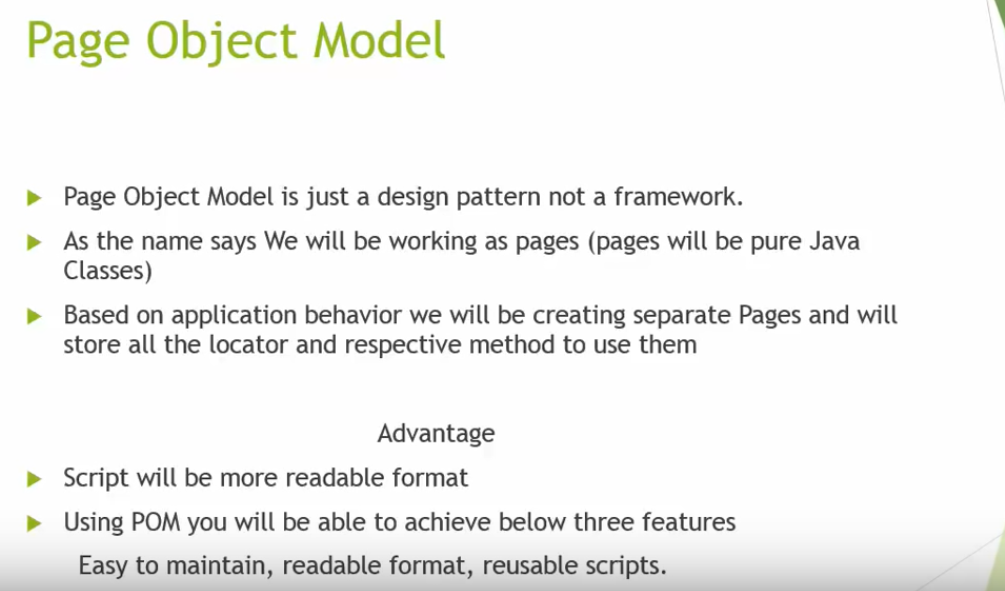 Page Object Model
Page Object Model is just a design pattern not a framework.
As the name says We will be working as pages (pages will be pure Java
Classes)
Based on application behavior we will be creating separate Pages and will
store all the locator and respective method to use them
Advantage
Script will be more readable format
Using POM you will be able to achieve below three features
Easy to maintain, readable format, reusable scripts.